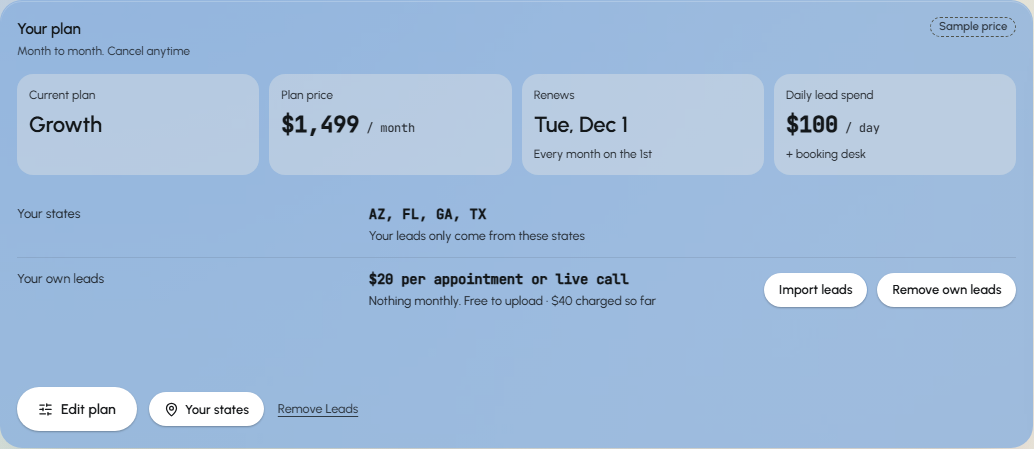 Your plan
Sample price
Month to month. Cancel anytime
Current plan
Growth
Plan price
$1,499 / month
Renews
Tue, Dec 1
Every month on the 1st
Daily lead spend
$100 / day
+ booking desk
Your states
AZ, FL, GA, TX
Your leads only come from these states
Your own leads
$20 per appointment or live call
Nothing monthly. Free to upload · $40 charged so far
Import leads
Remove own leads
Edit plan
Your states
Remove Leads